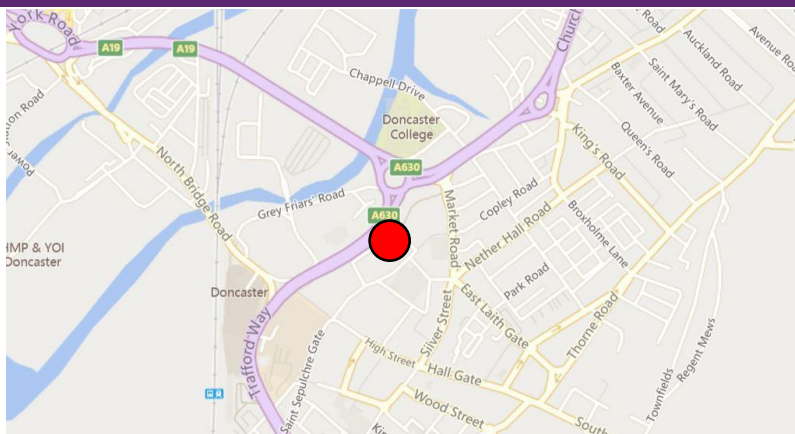 York Road
A19
A19
Church
Road
Auckland Road
Avenue Roa
Chappell Drive
Saint Mary's Road
Baxter Avenue
Doncaster
College
Queen's Road
King's Road
North Bridge Road
A630
Grey Friars' Road
Market Road
Copley Road
A630
Nether Hall Road
Broxholme Lane
HMP & YOI
Doncaster
Park Road
Doncaster
East Laith Gate
Silver Street
Thorne Road
Trafford Way
Saint Sepulchre Gate
High Street
Hall Gate
Regent Mews
Townfields
Wood Street
South